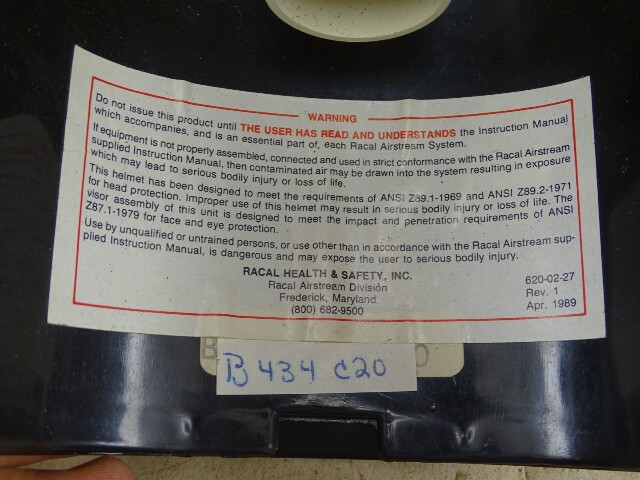 WARNING
Do not issue this product until THE USER HAS READ AND UNDERSTANDS the Instruction Manual
which accompanies, and is an essential part of, each Racal Airstream System.
If equipment is not properly assembled, connected and used in strict conformance with the Racal Airstream
supplied Instruction Manual, then contaminated air may be drawn into the system resulting in exposure
which may lead to serious bodily injury or loss of life.
This helmet has been designed to meet the requirements of ANSI Z89.1-1969 and ANSI Z89.2-1971
for head protection. Improper use of this helmet may result in serious bodily injury or loss of life. The
visor assembly of this unit is designed to meet the impact and penetration requirements of ANSI
Z87.1-1979 for face and eye protection.
Use by unqualified or untrained persons, or use other than in accordance with the Racal Airstream sup-
plied Instruction Manual, is dangerous and may expose the user to serious bodily injury.
RACAL HEALTH & SAFETY, INC.
Racal Airstream Division
Frederick, Maryland
(800) 682-9500
620-02-27
Rev. 1
Apr. 1989
B 434 C20